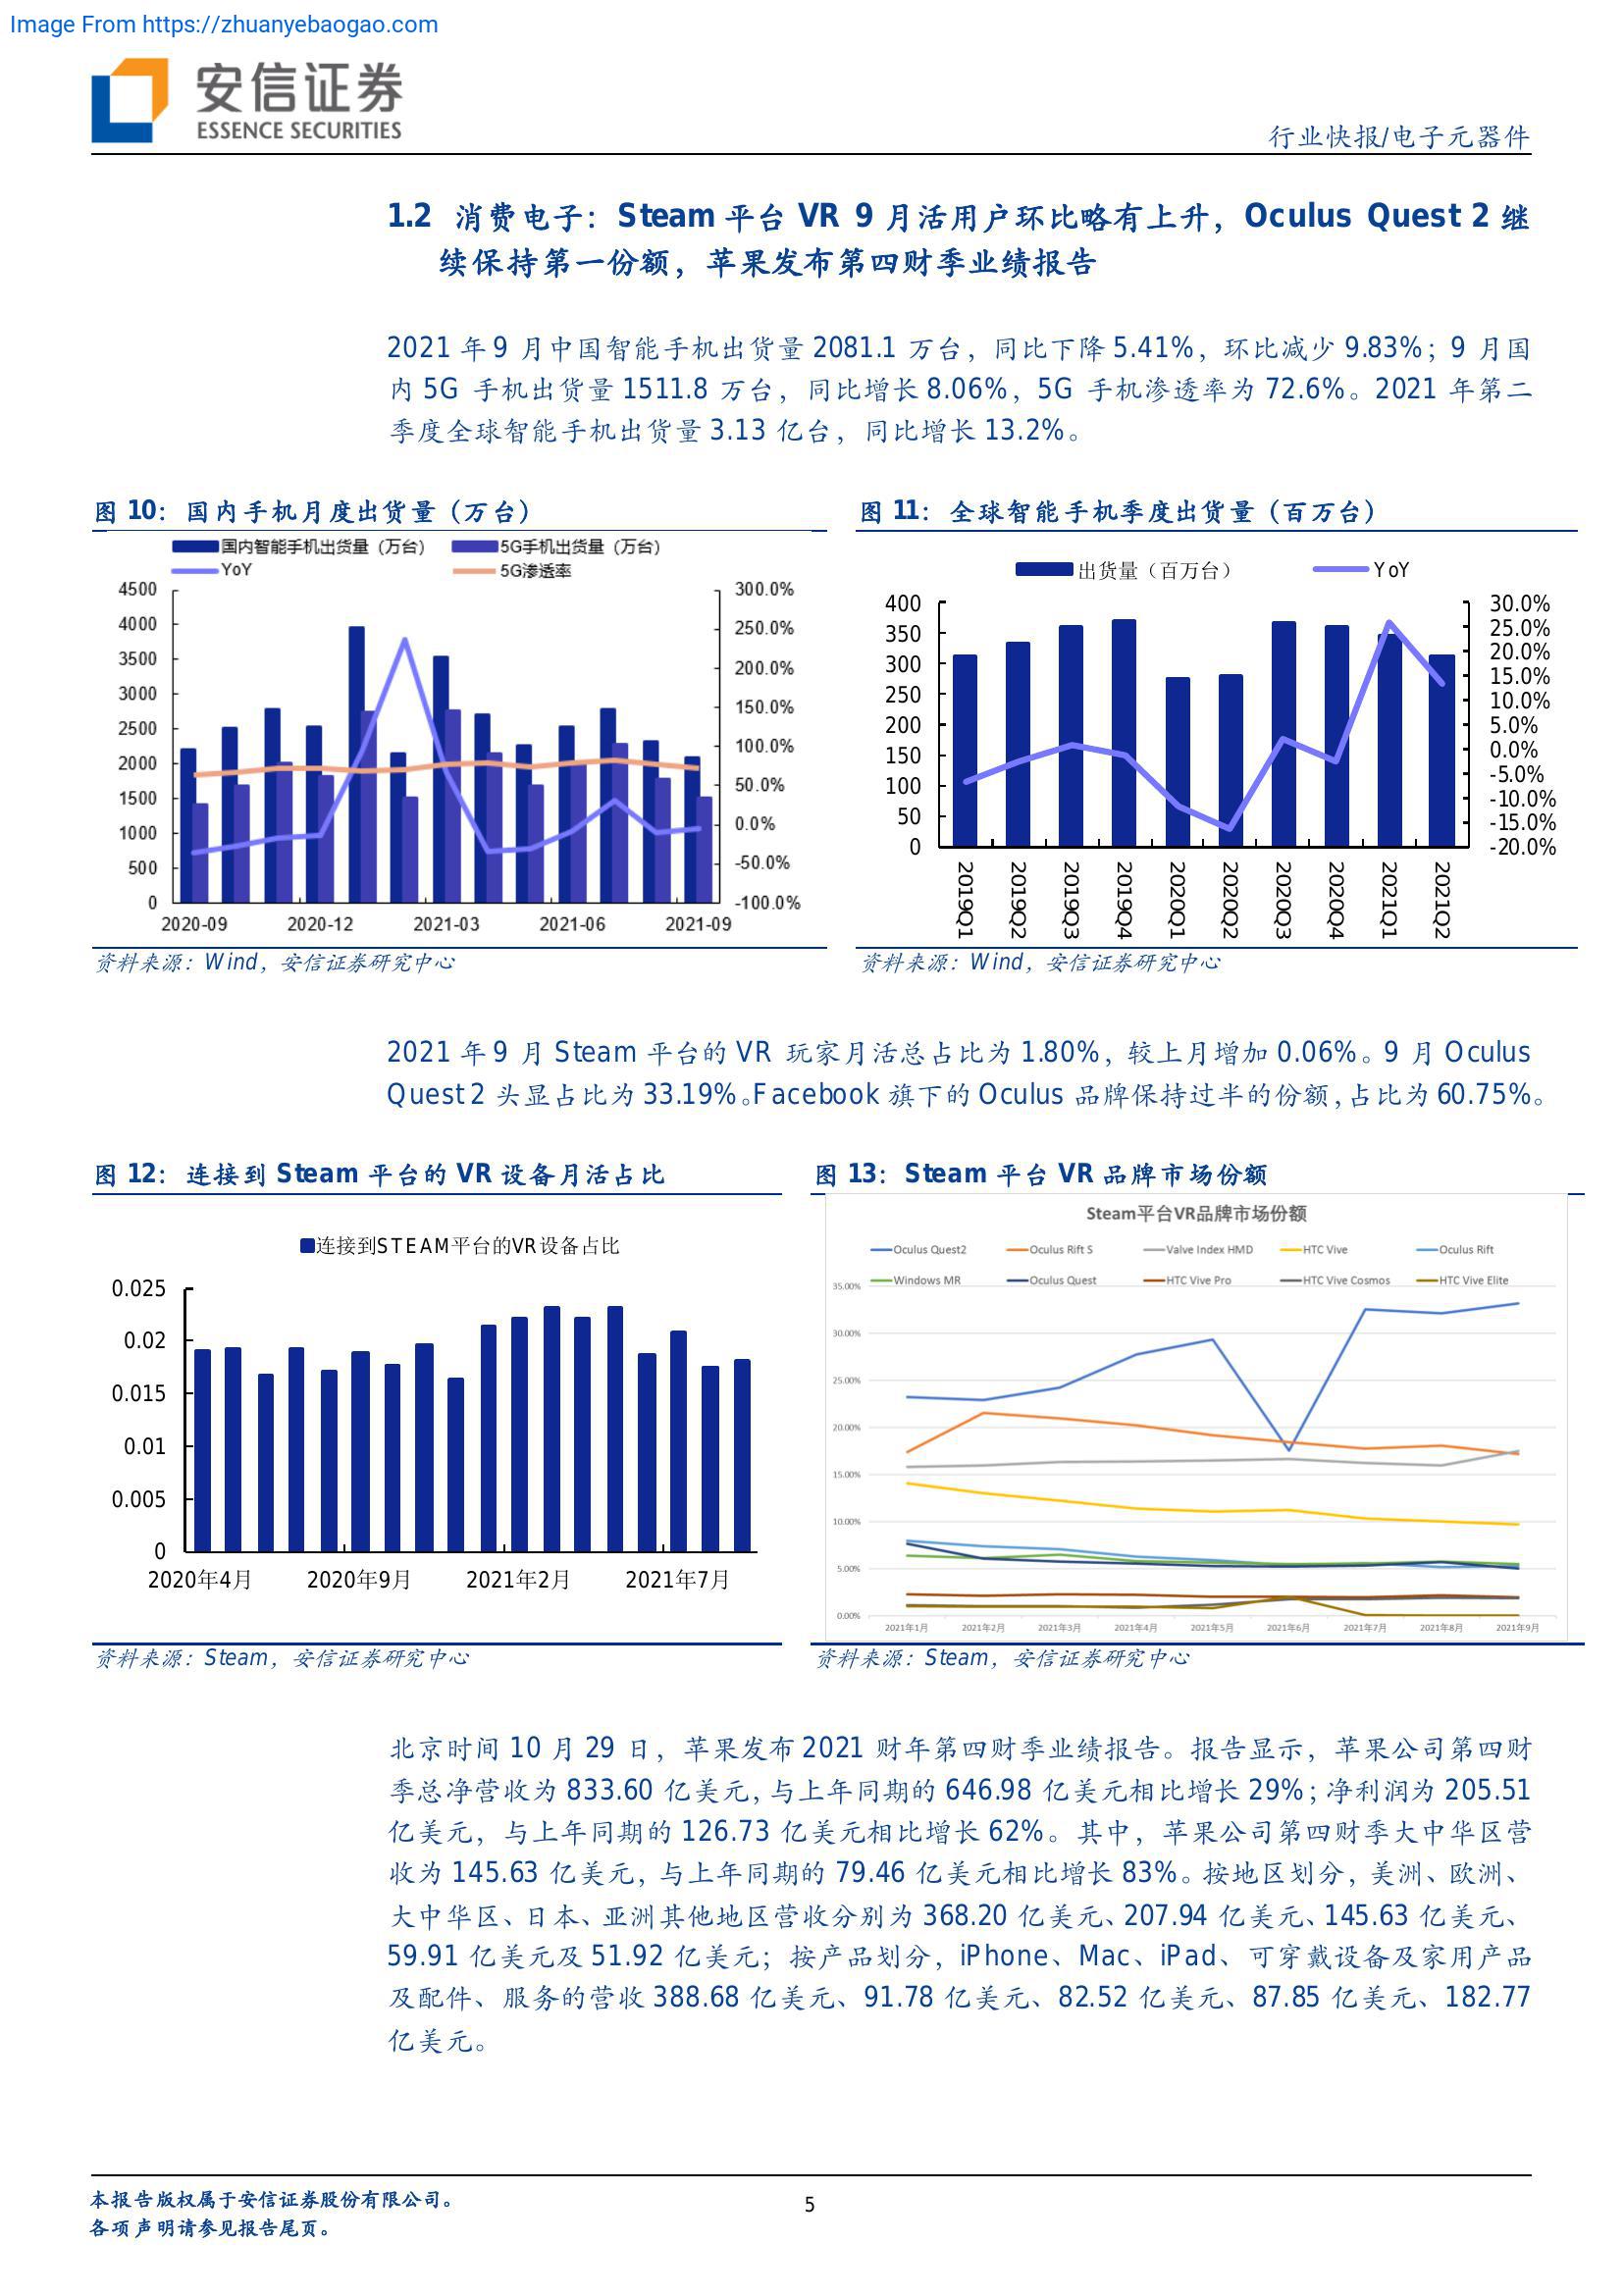 Image From https://zhuanyebaogao.com
安信证券
ESSENCE SECURITIES
行业快报/电子元器件
1.2 消费电子：Steam 平台 VR 9 月活用户环比略有上升，Oculus Quest 2 继
续保持第一份额，苹果发布第四财季业绩报告
2021 年 9 月中国智能手机出货量 2081.1 万台，同比下降 5.41%，环比减少 9.83%；9 月国
内 5G 手机出货量 1511.8 万台，同比增长 8.06%，5G 手机渗透率为 72.6%。2021 年第二
季度全球智能手机出货量 3.13 亿台，同比增长 13.2%。
图 10：国内手机月度出货量（万台）
国内智能手机出货量（万台） 5G手机出货量（万台）
YoY 5G渗透率
4500 300.0%
4000 250.0%
3500 200.0%
3000 150.0%
2500 100.0%
2000 50.0%
1500 0.0%
1000 -50.0%
500 -100.0%
0
2020-09 2020-12 2021-03 2021-06 2021-09
资料来源：Wind，安信证券研究中心
图 11：全球智能手机季度出货量（百万台）
出货量（百万台） YoY
400 30.0%
350 25.0%
300 20.0%
250 15.0%
200 10.0%
150 5.0%
100 0.0%
50 -5.0%
0 -10.0%
-15.0%
-20.0%
2019Q1 2019Q2 2019Q3 2019Q4 2020Q1 2020Q2 2020Q3 2020Q4 2021Q1 2021Q2
资料来源：Wind，安信证券研究中心
2021 年 9 月 Steam 平台的 VR 玩家月活总占比为 1.80%，较上月增加 0.06%。9 月 Oculus
Quest 2 头显占比为 33.19%。Facebook 旗下的 Oculus 品牌保持过半的份额，占比为 60.75%。
图 12：连接到 Steam 平台的 VR 设备月活占比
连接到STEAM平台的VR设备占比
0.025
0.02
0.015
0.01
0.005
0
2020年4月 2020年9月 2021年2月 2021年7月
资料来源：Steam，安信证券研究中心
图 13：Steam 平台 VR 品牌市场份额
Steam平台VR品牌市场份额
Oculus Quest2 Oculus Rift S Valve Index HMD HTC Vive Oculus Rift
Windows MR Oculus Quest HTC Vive Pro HTC Vive Cosmos HTC Vive Elite
35.00%
30.00%
25.00%
20.00%
15.00%
10.00%
5.00%
0.00%
2021年1月 2021年2月 2021年3月 2021年4月 2021年5月 2021年6月 2021年7月 2021年8月 2021年9月
资料来源：Steam，安信证券研究中心
北京时间 10 月 29 日，苹果发布 2021 财年第四财季业绩报告。报告显示，苹果公司第四财
季总净营收为 833.60 亿美元，与上年同期的 646.98 亿美元相比增长 29%；净利润为 205.51
亿美元，与上年同期的 126.73 亿美元相比增长 62%。其中，苹果公司第四财季大中华区营
收为 145.63 亿美元，与上年同期的 79.46 亿美元相比增长 83%。按地区划分，美洲、欧洲、
大中华区、日本、亚洲其他地区营收分别为 368.20 亿美元、207.94 亿美元、145.63 亿美元、
59.91 亿美元及 51.92 亿美元；按产品划分，iPhone、Mac、iPad、可穿戴设备及家用产品
及配件、服务的营收 388.68 亿美元、91.78 亿美元、82.52 亿美元、87.85 亿美元、182.77
亿美元。
本报告版权属于安信证券股份有限公司。
各项声明请参见报告尾页。
5